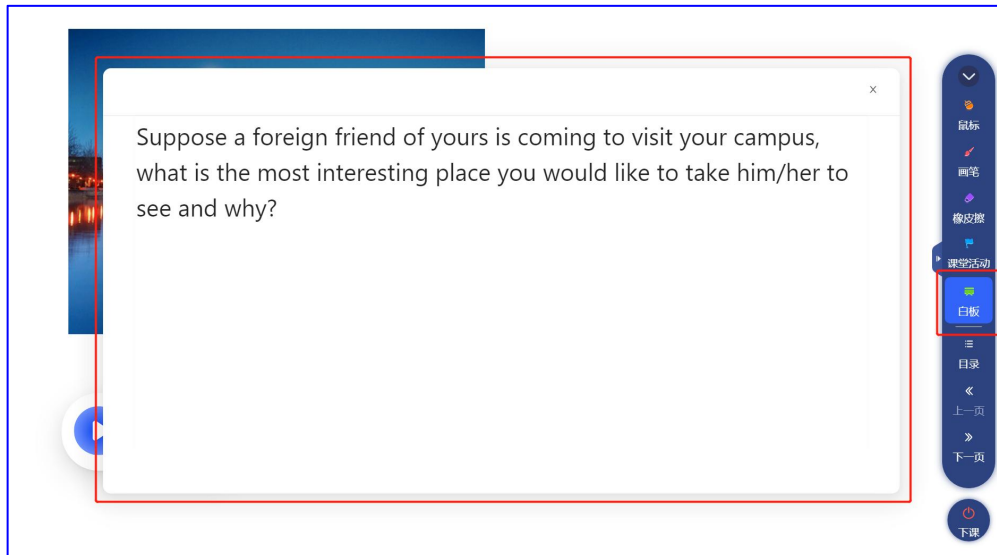 x
Suppose a foreign friend of yours is coming to visit your campus,
what is the most interesting place you would like to take him/her to
see and why?
鼠标
画笔
橡皮擦
课堂活动
白板
目录
上一页
下一页
下课